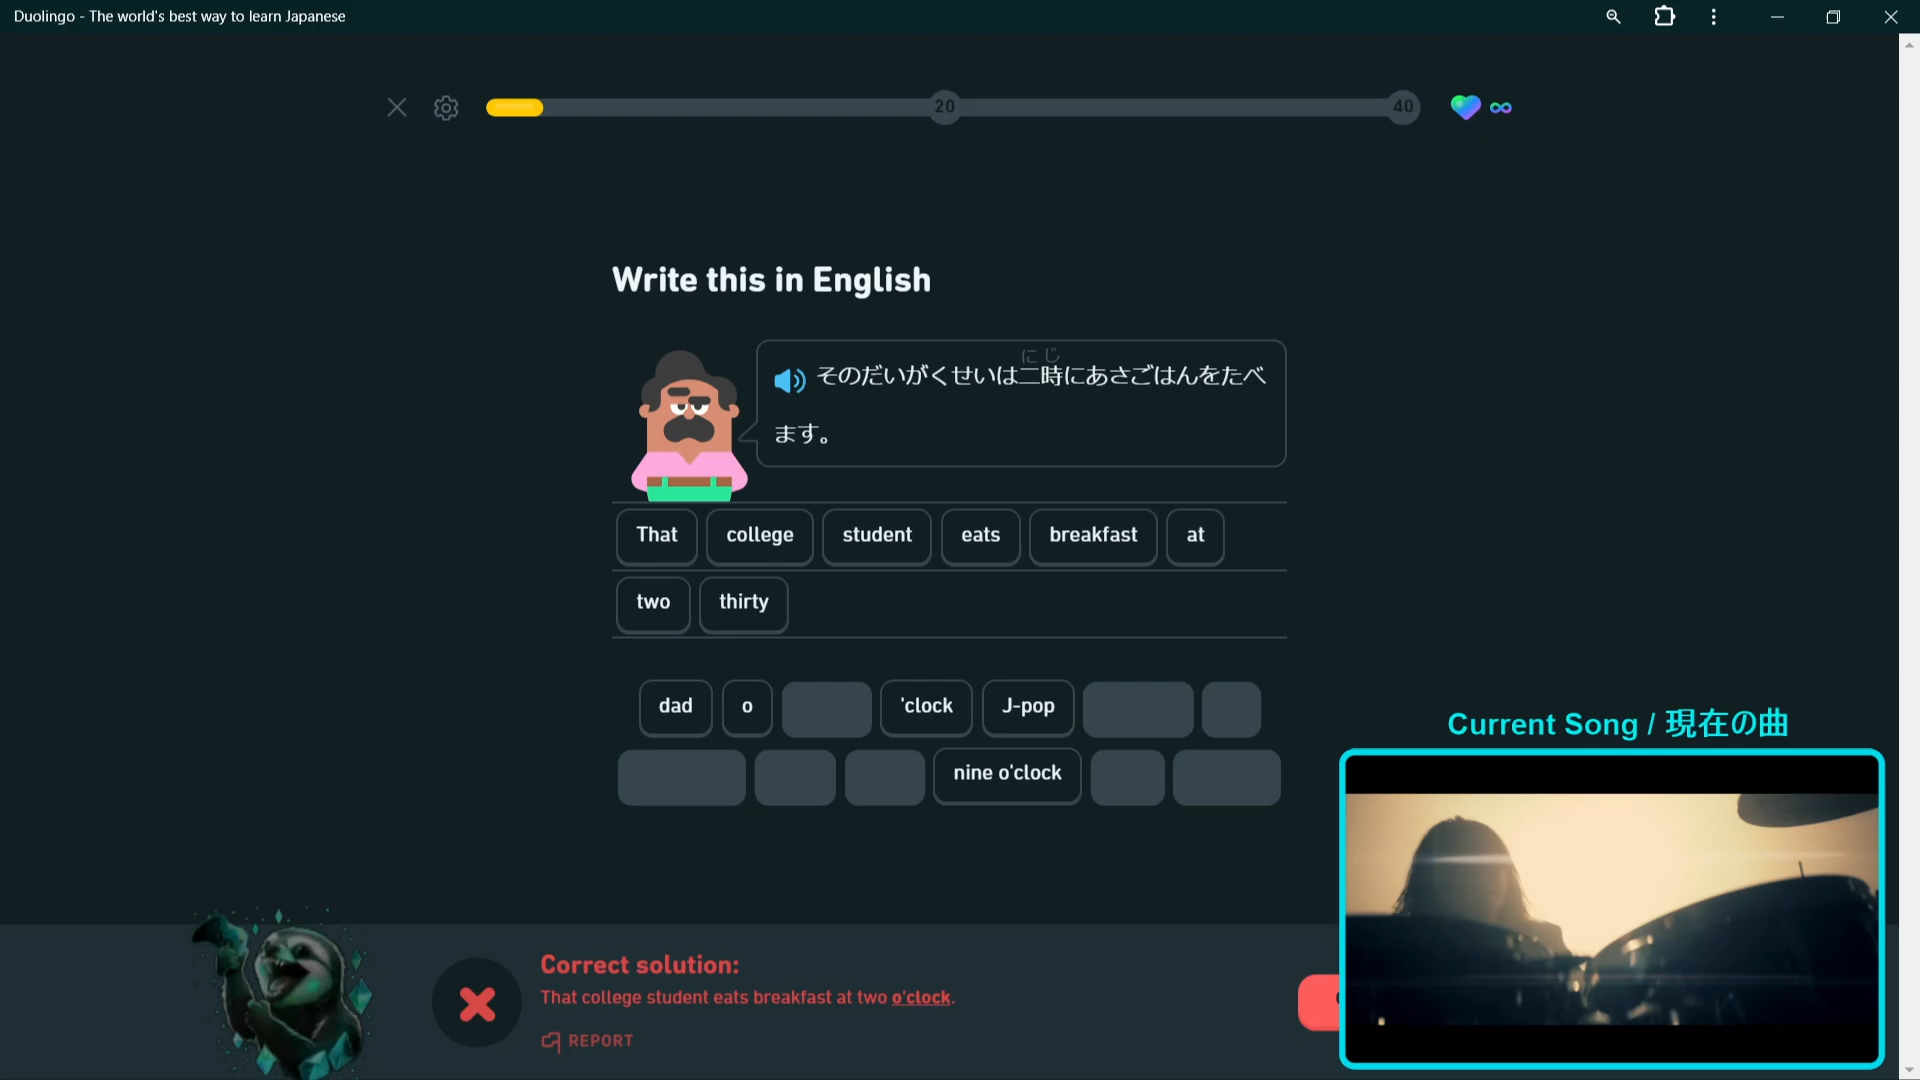 Duolingo - The world's best way to learn Japanese
20
40
Write this in English
にじ
そのだいがくせいは二時にあさごはんをたべ
ます。
That college student eats breakfast at
two thirty
dad o 'clock J-pop
nine o'clock
Current Song / 現在の曲
Correct solution:
That college student eats breakfast at two o'clock.
REPORT